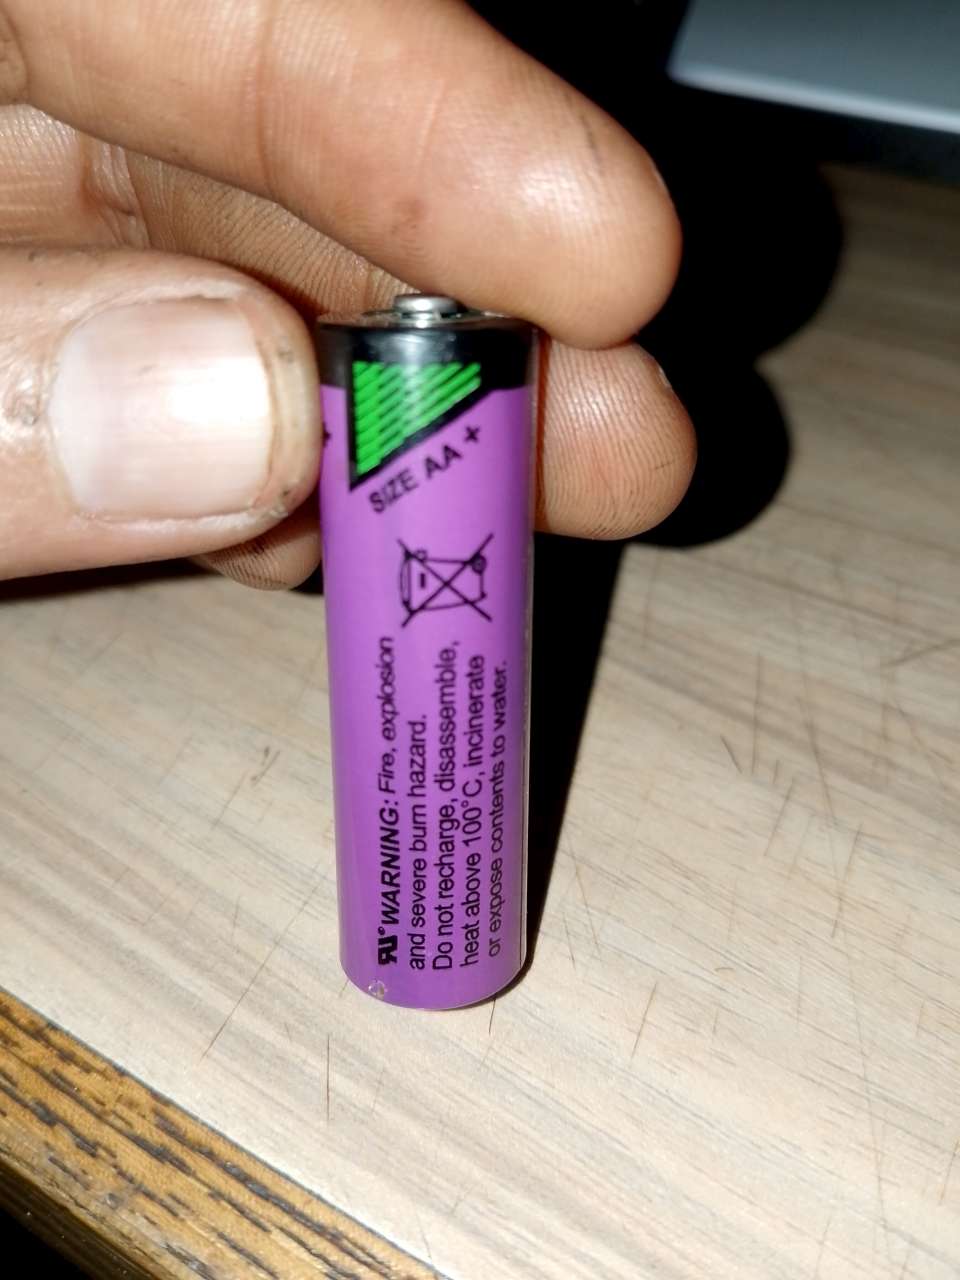 SIZE AA +
WARNING: Fire, explosion
and severe burn hazard.
Do not recharge, disassemble,
heat above 100°C, incinerate
or expose contents to water.